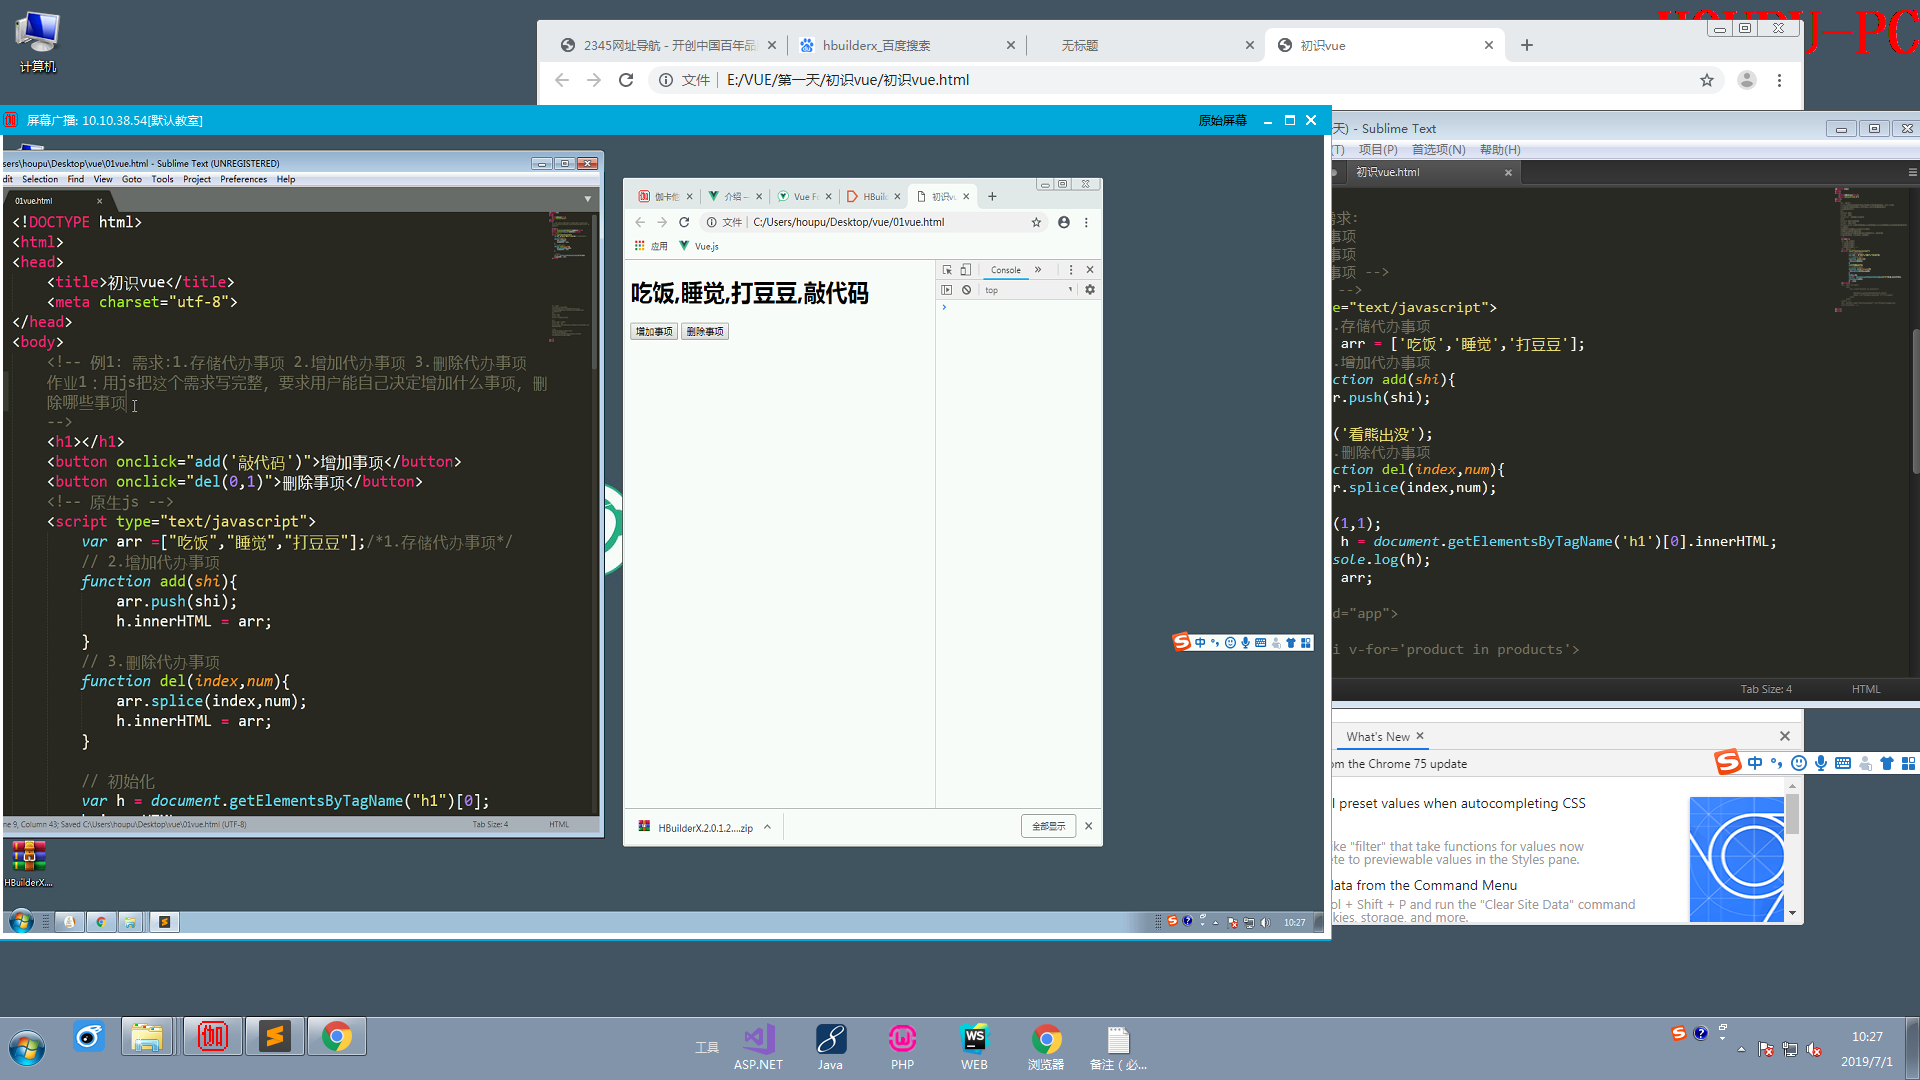 计算机
2345网址导航 - 开创中国百年品
hbuilderx_百度搜索
无标题
初识vue
文件
E:/VUE/第一天/初识vue/初识vue.html
屏幕广播: 10.10.38.54[默认教室]
原始屏幕
sers\houpu\Desktop\vue\01vue.html - Sublime Text (UNREGISTERED)
dit Selection Find View Goto Tools Project Preferences Help
01vue.html
<!DOCTYPE html>
<html>
<head>
<title>初识vue</title>
<meta charset="utf-8">
</head>
<body>
<!-- 例1: 需求:1.存储代办事项 2.增加代办事项 3.删除代办事项
作业1：用js把这个需求写完整，要求用户能自己决定增加什么事项，删
除哪些事项
-->
<h1></h1>
<button onclick="add('敲代码')">增加事项</button>
<button onclick="del(0,1)">删除事项</button>
<!-- 原生js -->
<script type="text/javascript">
var arr =["吃饭","睡觉","打豆豆"];/*1.存储代办事项*/
// 2.增加代办事项
function add(shi){
arr.push(shi);
h.innerHTML = arr;
}
// 3.删除代办事项
function del(index,num){
arr.splice(index,num);
h.innerHTML = arr;
}
// 初始化
var h = document.getElementsByTagName("h1")[0];
ne 9, Column 43; Saved C:\Users\houpu\Desktop\vue\01vue.html (UTF-8)
Tab Size: 4
HTML
伽卡他
介绍 —
Vue F
HBuil
初识v
文件
C:/Users/houpu/Desktop/vue/01vue.html
应用
Vue.js
吃饭,睡觉,打豆豆,敲代码
增加事项
删除事项
Console
top
HBuilderX.2.0.1.2....zip
全部显示
中
HBuilderX....
10:27
天) - Sublime Text
(T) 项目(P) 首选项(N) 帮助(H)
初识vue.html
需求:
事项
事项
事项 -->
-->
e="text/javascript">
.存储代办事项
arr = ['吃饭','睡觉','打豆豆'];
.增加代办事项
ction add(shi){
r.push(shi);
('看熊出没');
.删除代办事项
ction del(index,num){
r.splice(index,num);
(1,1);
h = document.getElementsByTagName('h1')[0].innerHTML;
sole.log(h);
arr;
d="app">
i v-for='product in products'>
Tab Size: 4
HTML
What's New
om the Chrome 75 update
中
l preset values when autocompleting CSS
ike "filter" that take functions for values now
ete to previewable values in the Styles pane.
data from the Command Menu
ol + Shift + P and run the "Clear Site Data" command
kies, storage, and more.
伽
工具
ASP.NET
Java
PHP
WS
WEB
浏览器
备注（必...
10:27
2019/7/1